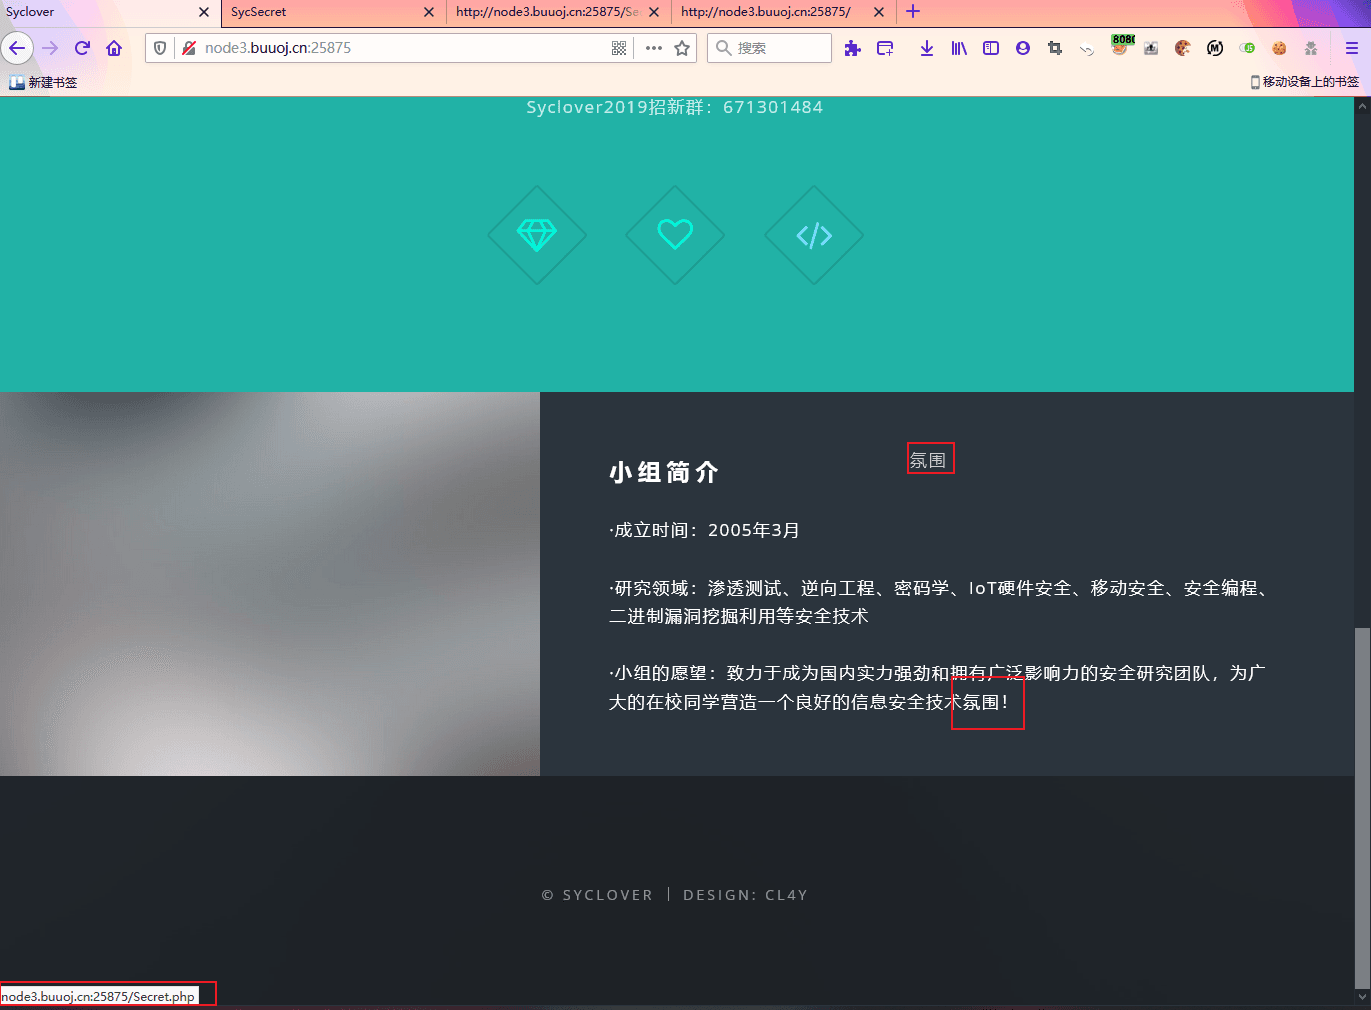 Syclover
SycSecret
http://node3.buuoj.cn:25875/Sec
http://node3.buuoj.cn:25875/
node3.buuoj.cn:25875
搜索
8080
新建书签
移动设备上的书签
Syclover2019招新群：671301484
氛围
小组简介
·成立时间：2005年3月
·研究领域：渗透测试、逆向工程、密码学、IoT硬件安全、移动安全、安全编程、
二进制漏洞挖掘利用等安全技术
·小组的愿望：致力于成为国内实力强劲和拥有广泛影响力的安全研究团队，为广
大的在校同学营造一个良好的信息安全技术氛围！
© SYCLOVER | DESIGN: CL4Y
node3.buuoj.cn:25875/Secret.php